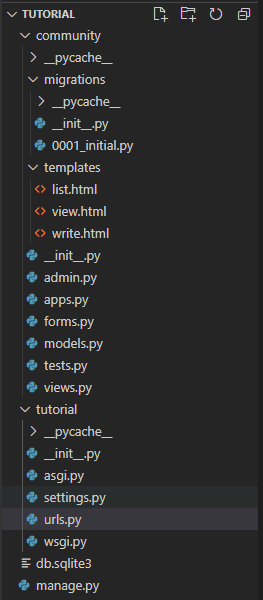 TUTORIAL
community
__pycache__
migrations
__pycache__
__init__.py
0001_initial.py
templates
list.html
view.html
write.html
__init__.py
admin.py
apps.py
forms.py
models.py
tests.py
views.py
tutorial
__pycache__
__init__.py
asgi.py
settings.py
urls.py
wsgi.py
db.sqlite3
manage.py